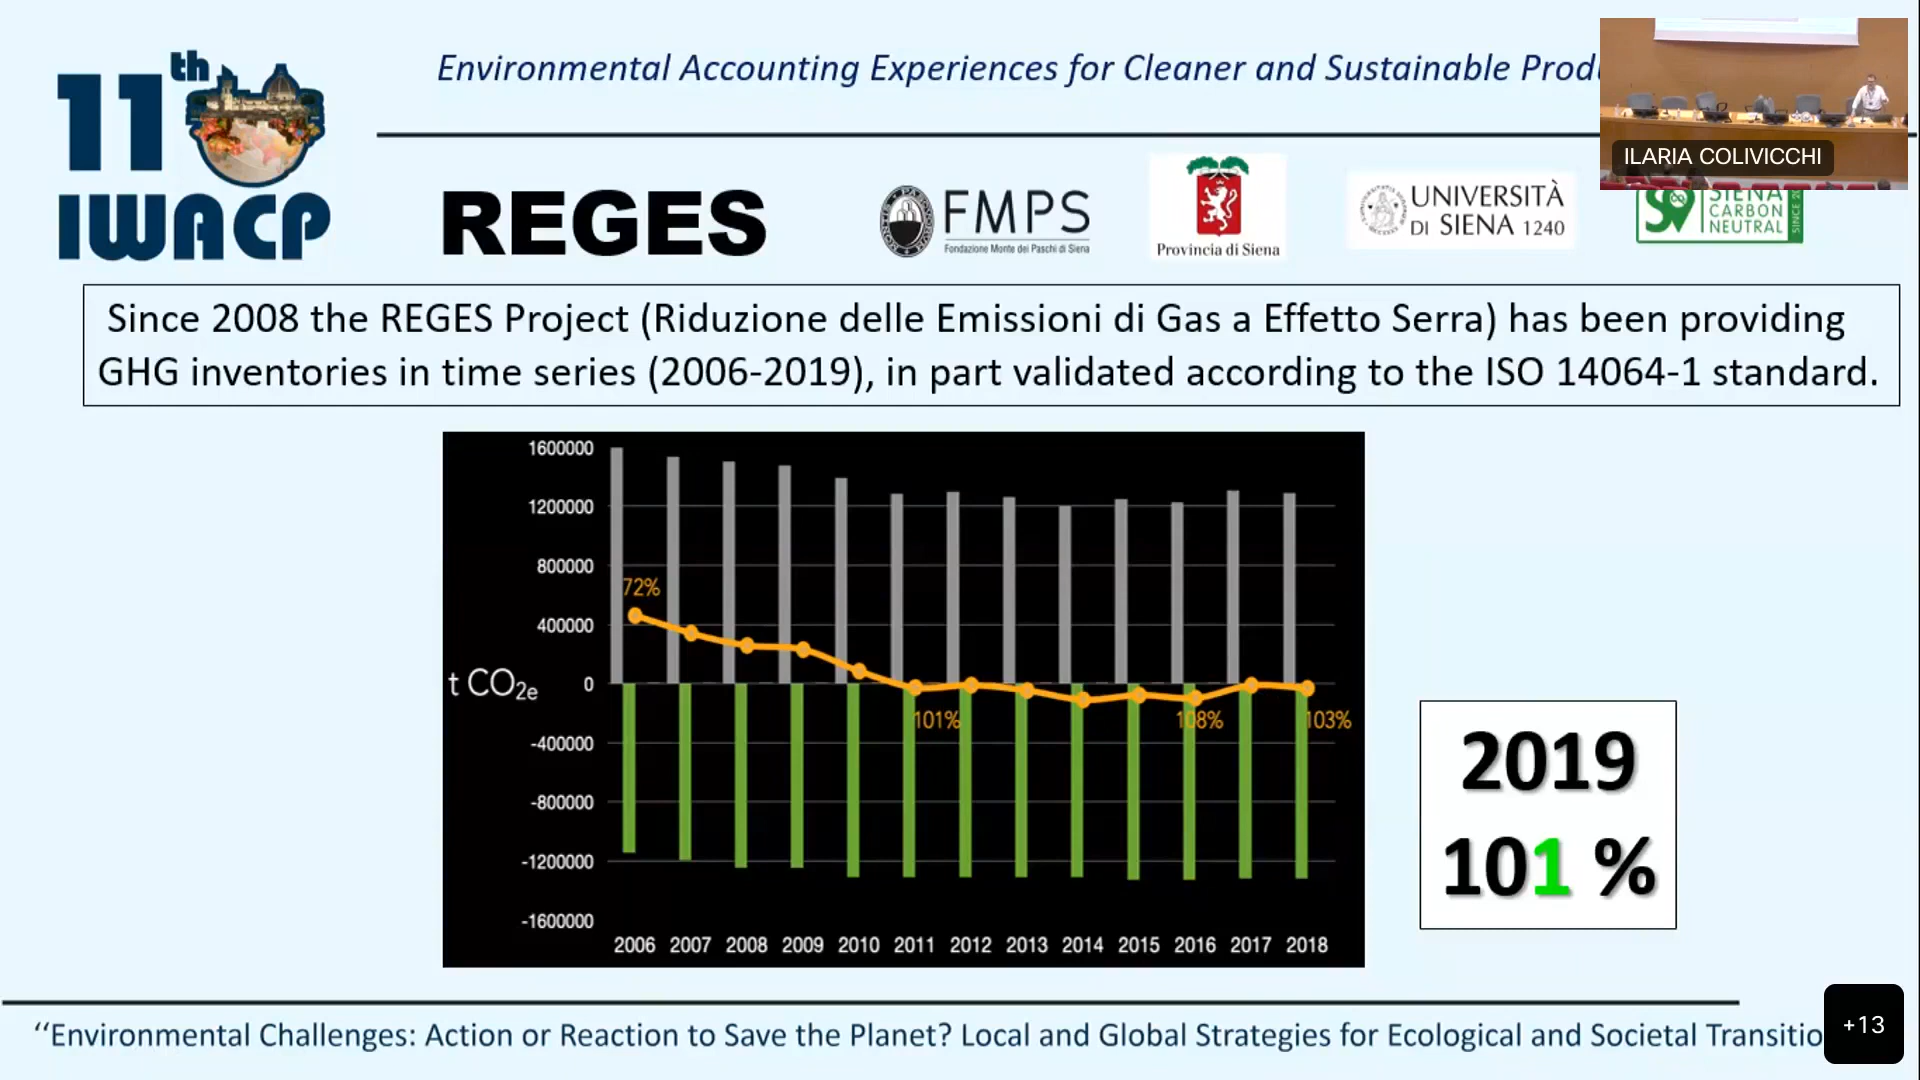 11th
IWACP
Environmental Accounting Experiences for Cleaner and Sustainable
ILARIA COLIVICCHI
REGES
FMPS
Fondazione Monte dei Paschi di Siena
Provincia di Siena
UNIVERSITÀ
DI SIENA 1240
SIENA
CARBON
NEUTRAL
SINCE
Since 2008 the REGES Project (Riduzione delle Emissioni di Gas a Effetto Serra) has been providing
GHG inventories in time series (2006-2019), in part validated according to the ISO 14064-1 standard.
1600000
1200000
800000
72%
400000
t CO2e
0
101%
108%
103%
-400000
-800000
-1200000
-1600000
2006 2007 2008 2009 2010 2011 2012 2013 2014 2015 2016 2017 2018
2019
101 %
“Environmental Challenges: Action or Reaction to Save the Planet? Local and Global Strategies for Ecological and Societal Transitio
+13